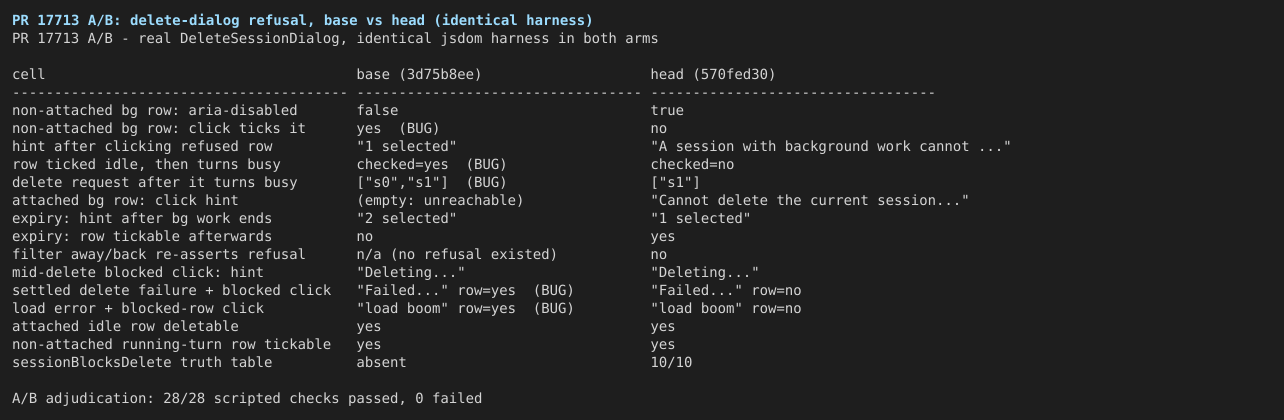 PR 17713 A/B: delete-dialog refusal, base vs head (identical harness)
PR 17713 A/B - real DeleteSessionDialog, identical jsdom harness in both arms
cell base (3d75b8ee) head (570fed30)
---------------------------------------- ---------------------------------- ----------------------------------
non-attached bg row: aria-disabled false true
non-attached bg row: click ticks it yes (BUG) no
hint after clicking refused row "1 selected" "A session with background work cannot ..."
row ticked idle, then turns busy checked=yes (BUG) checked=no
delete request after it turns busy ["s0","s1"] (BUG) ["s1"]
attached bg row: click hint (empty: unreachable) "Cannot delete the current session..."
expiry: hint after bg work ends "2 selected" "1 selected"
expiry: row tickable afterwards no yes
filter away/back re-asserts refusal n/a (no refusal existed) no
mid-delete blocked click: hint "Deleting..." "Deleting..."
settled delete failure + blocked click "Failed..." row=yes (BUG) "Failed..." row=no
load error + blocked-row click "load boom" row=yes (BUG) "load boom" row=no
attached idle row deletable yes yes
non-attached running-turn row tickable yes yes
sessionBlocksDelete truth table absent 10/10
A/B adjudication: 28/28 scripted checks passed, 0 failed